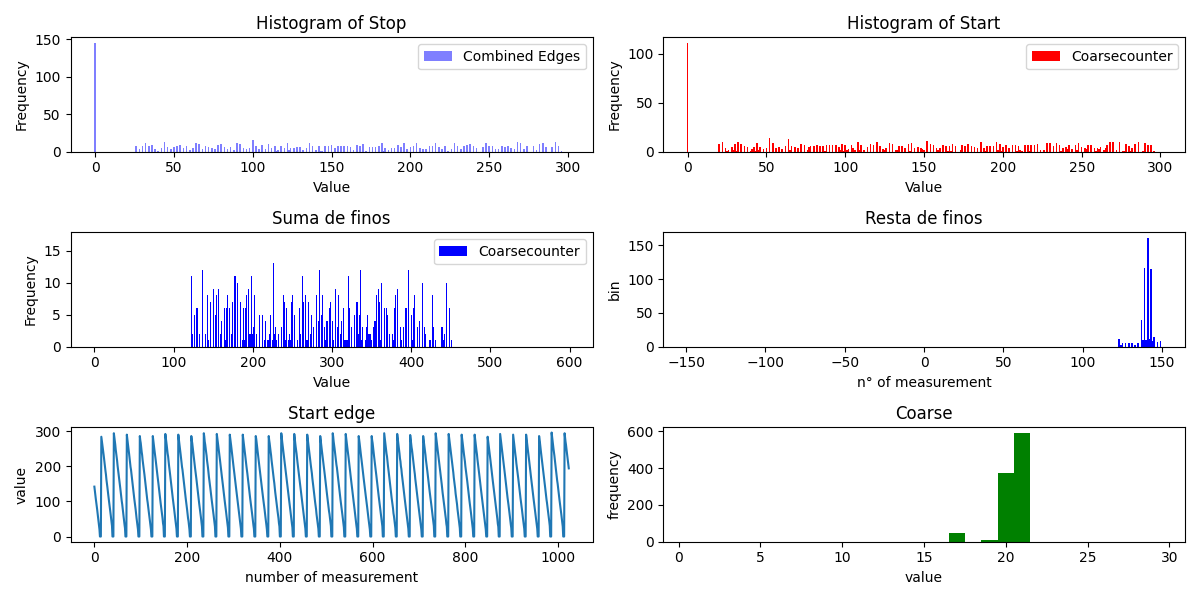 Histogram of Stop
Frequency
150
100
50
0
Combined Edges
0 50 100 150 200 250 300
Value
Histogram of Start
Frequency
100
50
0
Coarsecounter
0 50 100 150 200 250 300
Value
Suma de finos
Frequency
15
10
5
0
Coarsecounter
0 100 200 300 400 500 600
Value
Resta de finos
bin
150
100
50
0
−150 −100 −50 0 50 100 150
n° of measurement
Start edge
value
300
200
100
0
0 200 400 600 800 1000
number of measurement
Coarse
frequency
600
400
200
0
0 5 10 15 20 25 30
value